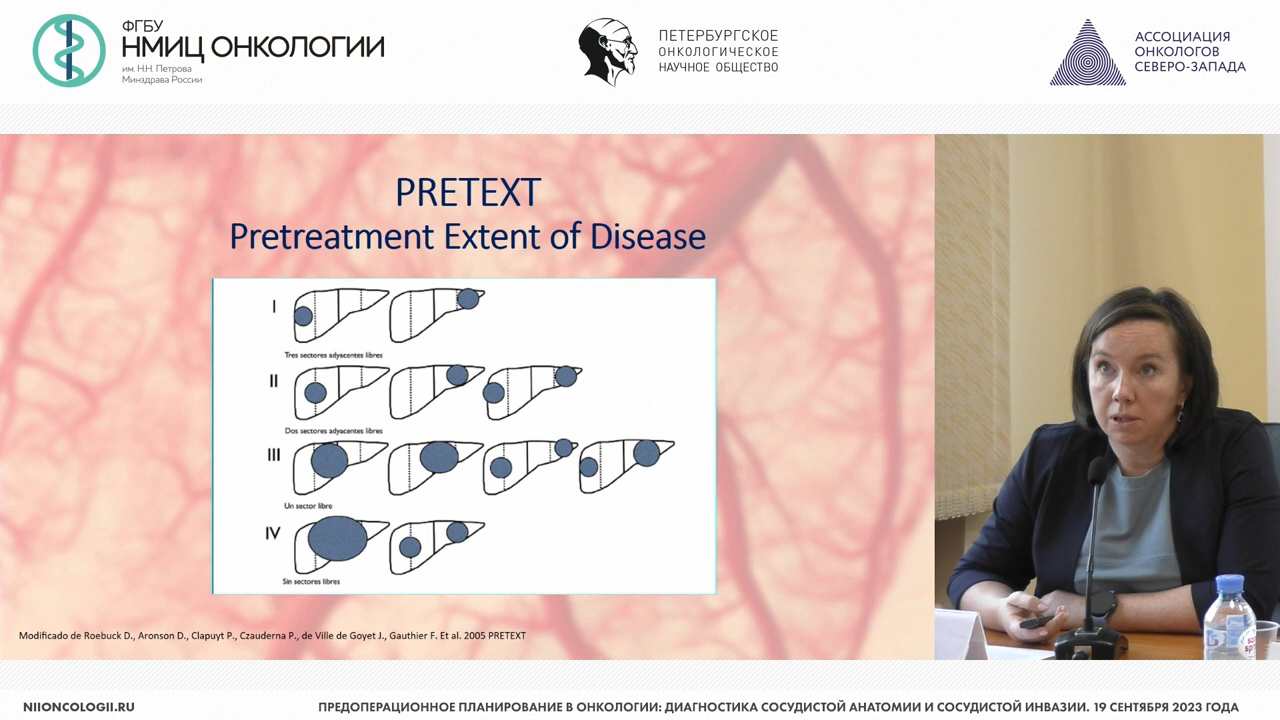 ФГБУ
НМИЦ ОНКОЛОГИИ
им. Н.Н. Петрова
Минздрава России
ПЕТЕРБУРГСКОЕ
ОНКОЛОГИЧЕСКОЕ
НАУЧНОЕ ОБЩЕСТВО
АССОЦИАЦИЯ
ОНКОЛОГОВ
СЕВЕРО-ЗАПАДА
PRETEXT
Pretreatment Extent of Disease
I
Tres sectores adyacentes libres
II
Dos sectores adyacentes libres
III
Un sector libre
IV
Sin sectores libres
Modificado de Roebuck D., Aronson D., Clapuyt P., Czauderna P., de Ville de Goyet J., Gauthier F. Et al. 2005 PRETEXT
NIIONCOLOGII.RU
ПРЕДОПЕРАЦИОННОЕ ПЛАНИРОВАНИЕ В ОНКОЛОГИИ: ДИАГНОСТИКА СОСУДИСТОЙ АНАТОМИИ И СОСУДИСТОЙ ИНВАЗИИ. 19 СЕНТЯБРЯ 2023 ГОДА